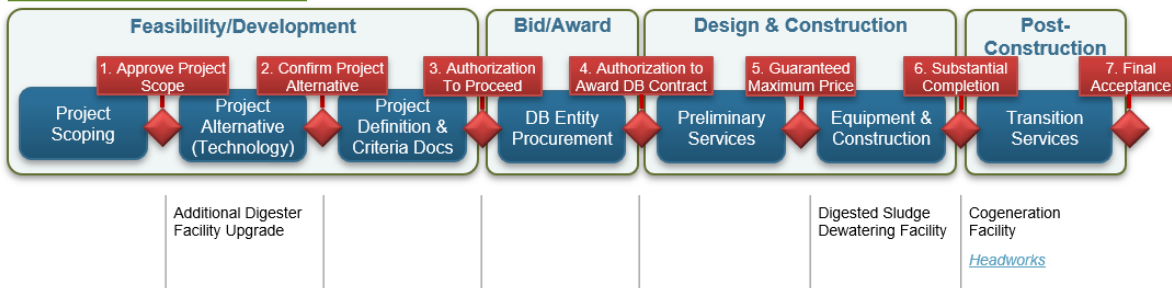 Feasibility/Development
Bid/Award
Design & Construction
Post-
Construction
1. Approve Project
Scope
2. Confirm Project
Alternative
3. Authorization
To Proceed
4. Authorization to
Award DB Contract
5. Guaranteed
Maximum Price
6. Substantial
Completion
7. Final
Acceptance
Project
Scoping
Project
Alternative
(Technology)
Project
Definition &
Criteria Docs
DB Entity
Procurement
Preliminary
Services
Equipment &
Construction
Transition
Services
Additional Digester
Facility Upgrade
Digested Sludge
Dewatering Facility
Cogeneration
Facility
Headworks